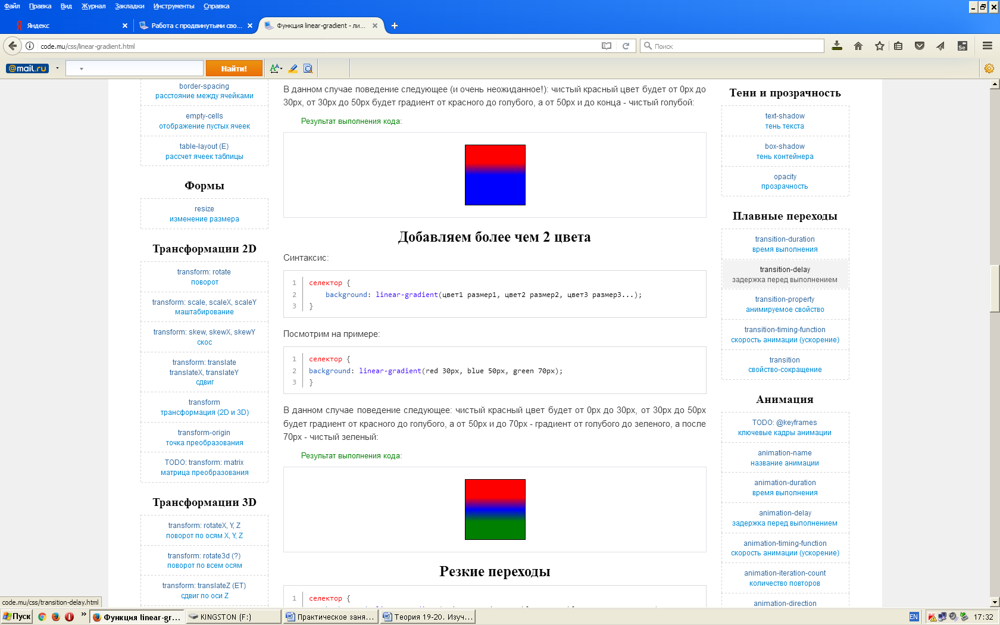 Файл Правка Вид Журнал Закладки Инструменты Справка
Яндекс
Работа с продвинутыми сво...
Функция linear-gradient - ли...
code.mu/css/linear-gradient.html
Поиск
@mail.ru
Найти!
border-spacing
расстояние между ячейками
empty-cells
отображение пустых ячеек
table-layout (E)
рассчет ячеек таблицы
Формы
resize
изменение размера
Трансформации 2D
transform: rotate
поворот
transform: scale, scaleX, scaleY
маштабирование
transform: skew, skewX, skewY
скос
transform: translate
translateX, translateY
сдвиг
transform
трансформация (2D и 3D)
transform-origin
точка преобразования
TODO: transform: matrix
матрица преобразования
Трансформации 3D
transform: rotateX, Y, Z
поворот по осям X, Y, Z
transform: rotate3d (?)
поворот по всем осям
transform: translateZ (ET)
сдвиг по оси Z
В данном случае поведение следующее (и очень неожиданное!): чистый красный цвет будет от 0px до
30px, от 30px до 50px будет градиент от красного до голубого, а от 50px и до конца - чистый голубой:
Результат выполнения кода:
Добавляем более чем 2 цвета
Синтаксис:
1 селектор {
2 background: linear-gradient(цвет1 размер1, цвет2 размер2, цвет3 размер3...);
3 }
Посмотрим на примере:
1 селектор {
2 background: linear-gradient(red 30px, blue 50px, green 70px);
3 }
В данном случае поведение следующее: чистый красный цвет будет от 0px до 30px, от 30px до 50px
будет градиент от красного до голубого, а от 50px и до 70px - градиент от голубого до зеленого, а после
70px - чистый зеленый:
Результат выполнения кода:
Резкие переходы
1 селектор {
Тени и прозрачность
text-shadow
тень текста
box-shadow
тень контейнера
opacity
прозрачность
Плавные переходы
transition-duration
время выполнения
transition-delay
задержка перед выполнением
transition-property
анимируемое свойство
transition-timing-function
скорость анимации (ускорение)
transition
свойство-сокращение
Анимация
TODO: @keyframes
ключевые кадры анимации
animation-name
название анимации
animation-duration
время выполнения
animation-delay
задержка перед выполнением
animation-timing-function
скорость анимации (ускорение)
animation-iteration-count
количество повторов
animation-direction
code.mu/css/transition-delay.html
Пуск
»
Функция linear-gr...
KINGSTON (F:)
Практическое заня...
Теория 19-20. Изуч...
EN
17:32